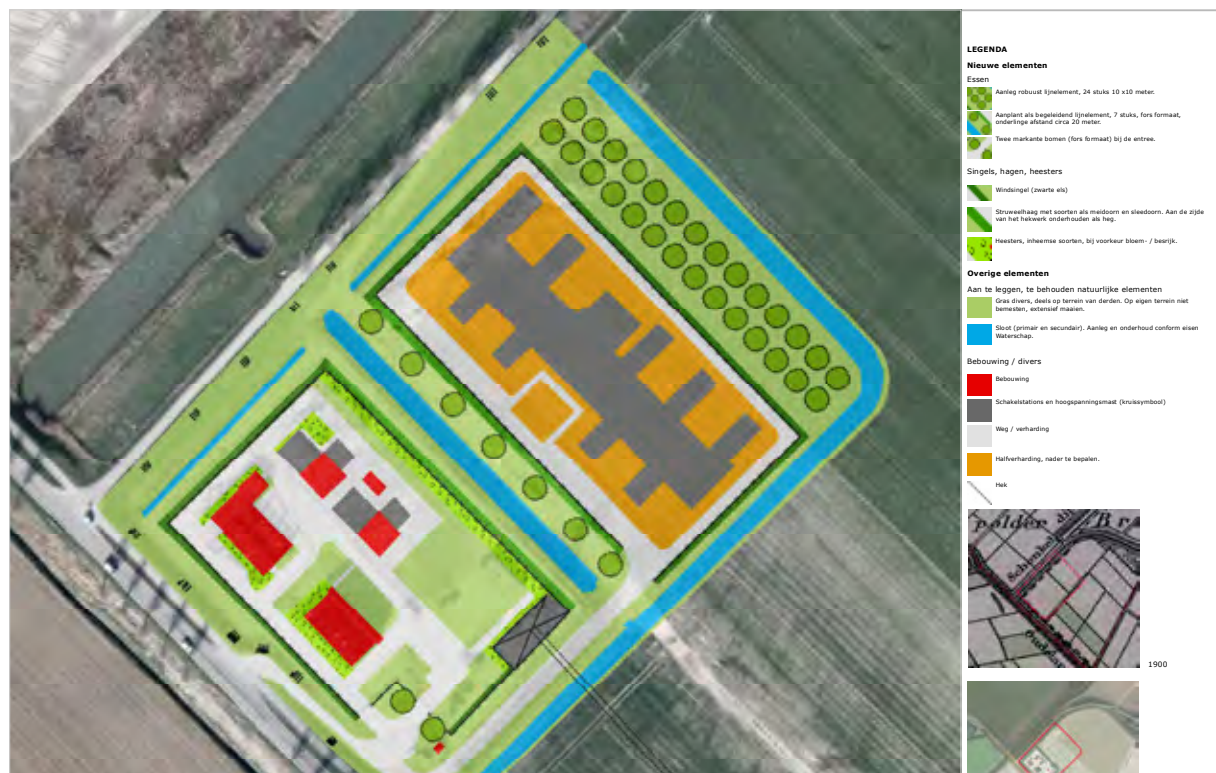 LEGENDA
Nieuwe elementen
Essen
Aanleg robuust lijnelement, 24 stuks 10 x10 meter.
Aanplant als begeleidend lijnelement, 7 stuks, fors formaat,
onderlinge afstand circa 20 meter.
Twee markante bomen (fors formaat) bij de entree.
Singels, hagen, heesters
Windsingel (zwarte els)
Struweelhaag met soorten als meidoorn en sleedoorn. Aan de zijde
van het hekwerk onderhouden als heg.
Heesters, inheemse soorten, bij voorkeur bloem- / besrijk.
Overige elementen
Aan te leggen, te behouden natuurlijke elementen
Gras divers, deels op terrein van derden. Op eigen terrein niet
bemesten, extensief maaien.
Sloot (primair en secundair). Aanleg en onderhoud conform eisen
Waterschap.
Bebouwing / divers
Bebouwing
Schakelstations en hoogspanningsmast (kruissymbool)
Weg / verharding
Halfverharding, nader te bepalen.
Hek
polder
Schenkel
1900